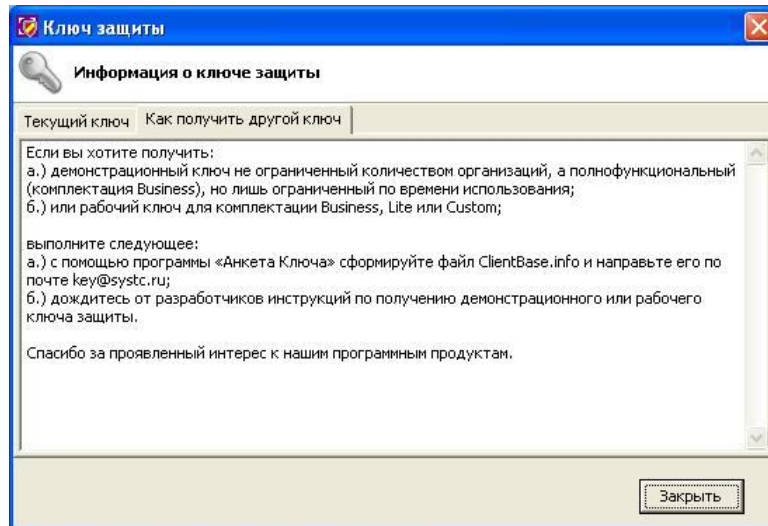 Ключ защиты
Информация о ключе защиты
Текущий ключ Как получить другой ключ
Если вы хотите получить:
а.) демонстрационный ключ не ограниченный количеством организаций, а полнофункциональный
(комплектация Business), но лишь ограниченный по времени использования;
б.) или рабочий ключ для комплектации Business, Lite или Custom;
выполните следующее:
а.) с помощью программы «Анкета Ключа» сформируйте файл ClientBase.info и направьте его по
почте key@systc.ru;
б.) дождитесь от разработчиков инструкций по получению демонстрационного или рабочего
ключа защиты.
Спасибо за проявленный интерес к нашим программным продуктам.
Закрыть